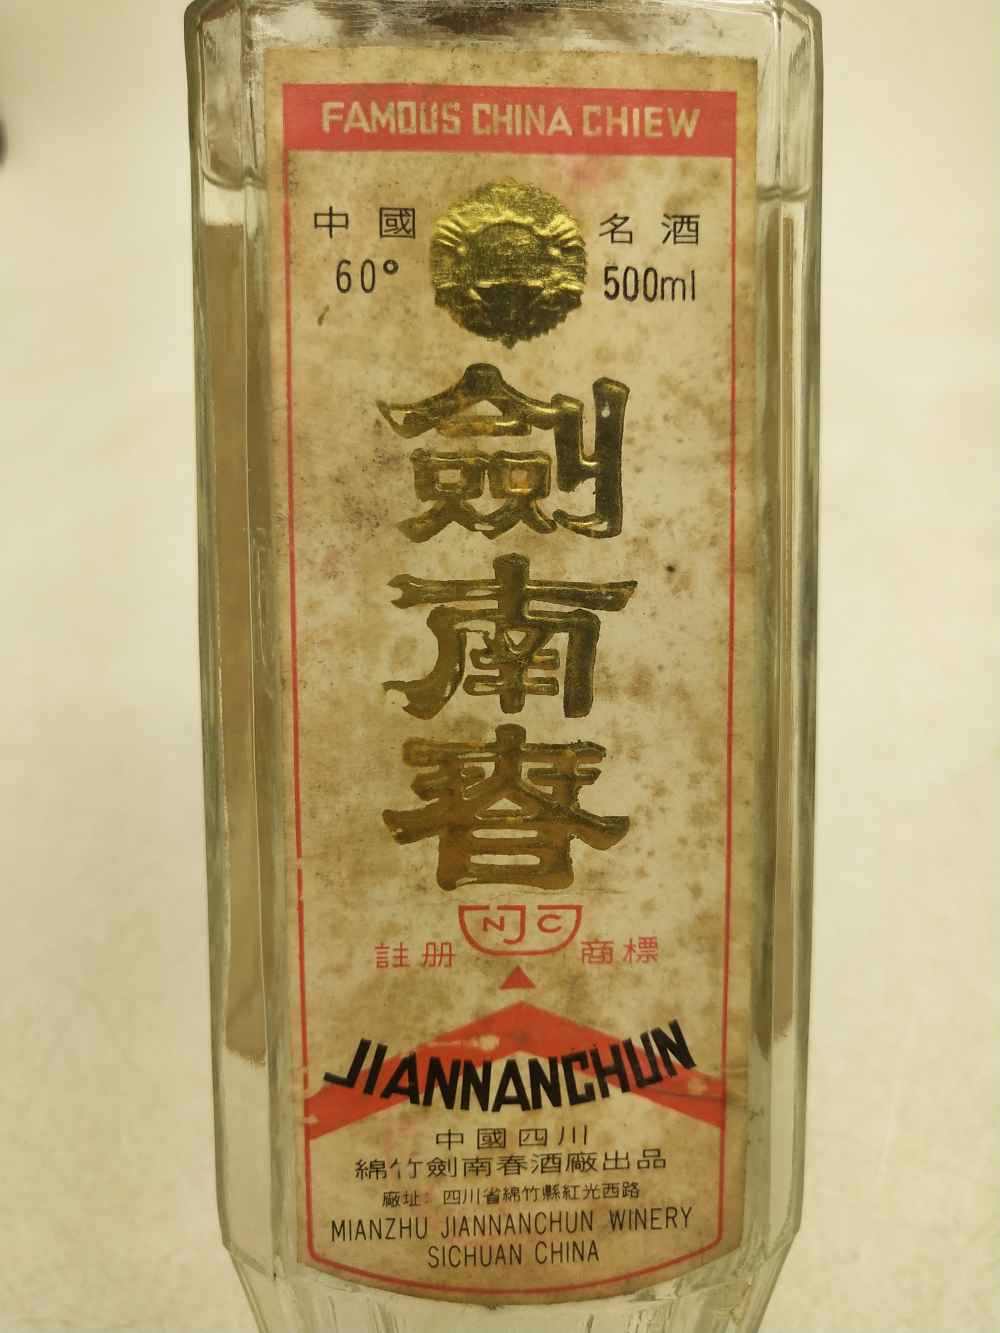 FAMOUS CHINA CHIEW
中國 名酒
60° 500ml
劍南春
NJC
註册 商標
JIANNANCHUN
中國四川
綿竹劍南春酒廠出品
廠址: 四川省綿竹縣紅光西路
MIANZHU JIANNANCHUN WINERY
SICHUAN CHINA